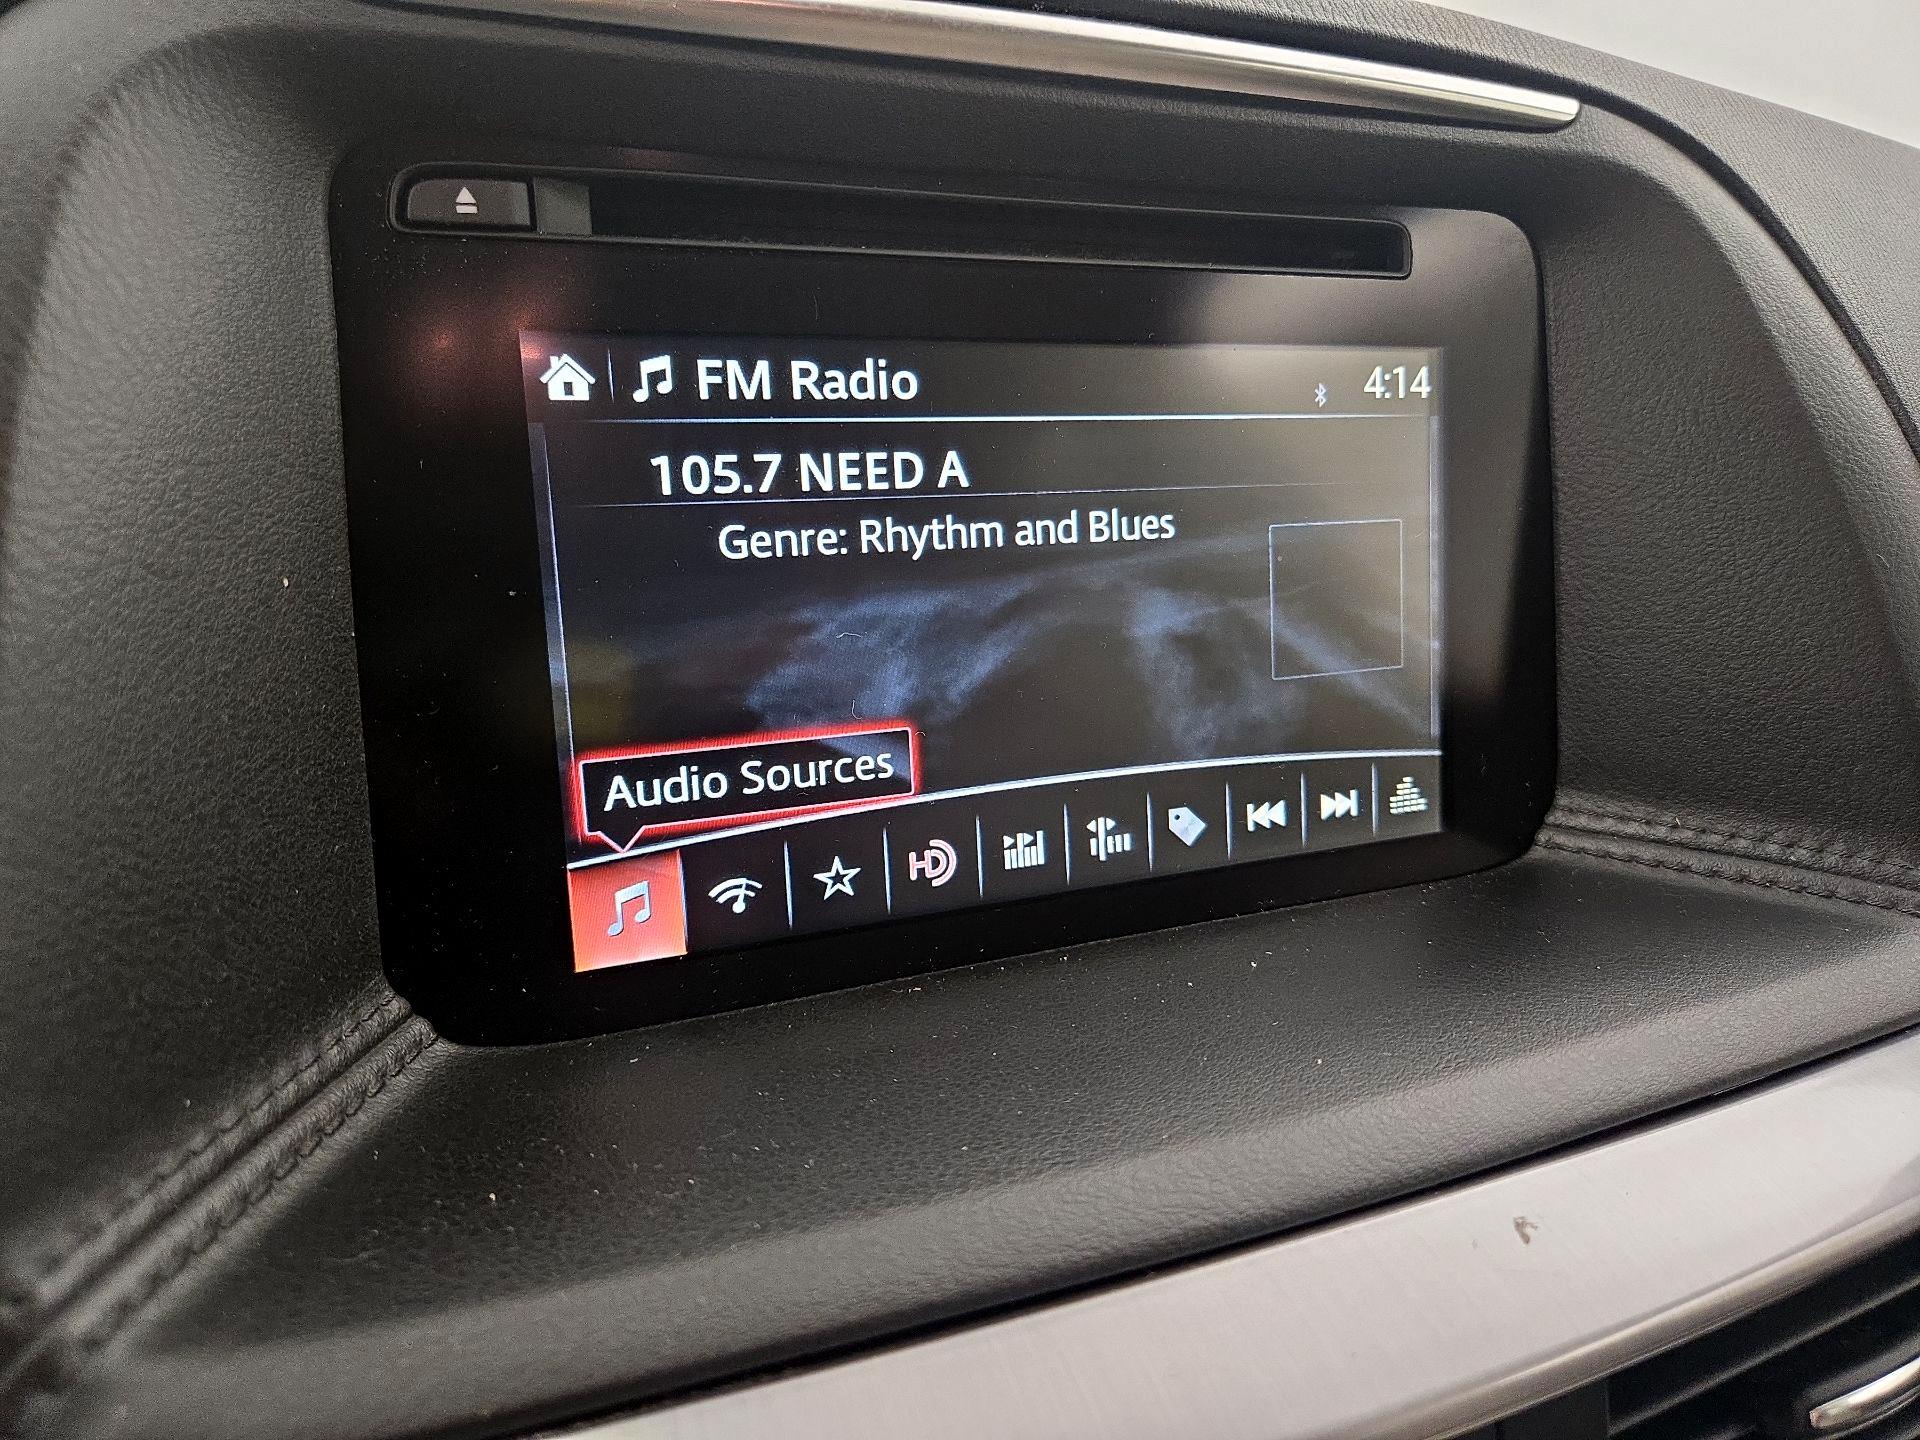 FM Radio
4:14
105.7 NEED A
Genre: Rhythm and Blues
Audio Sources
HD